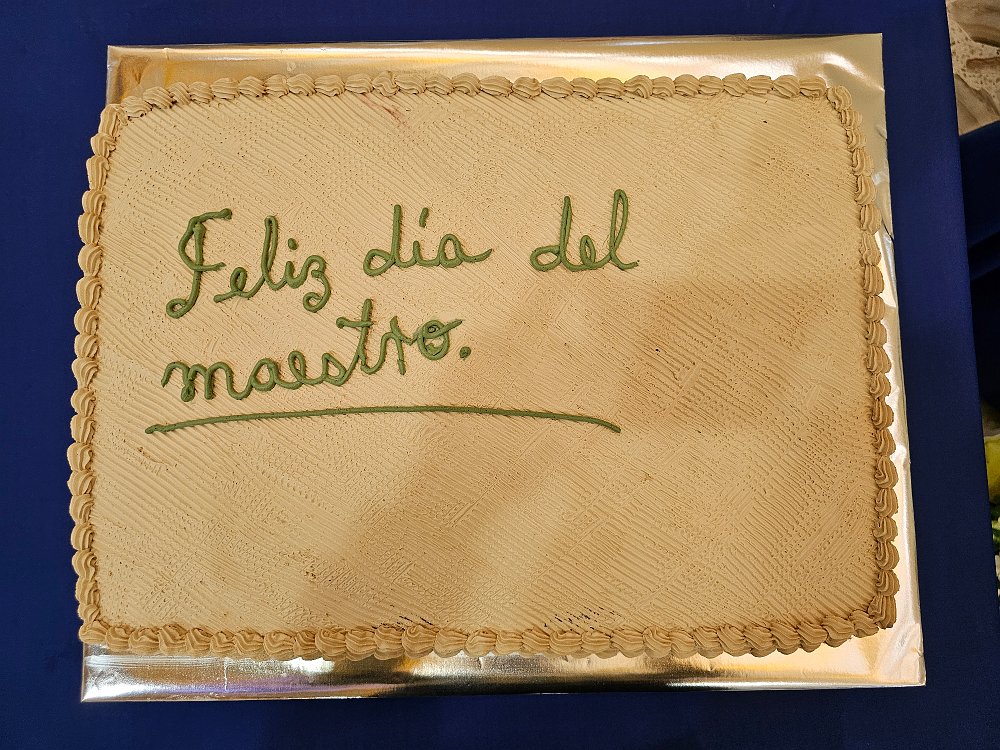 Feliz día del
maestro.